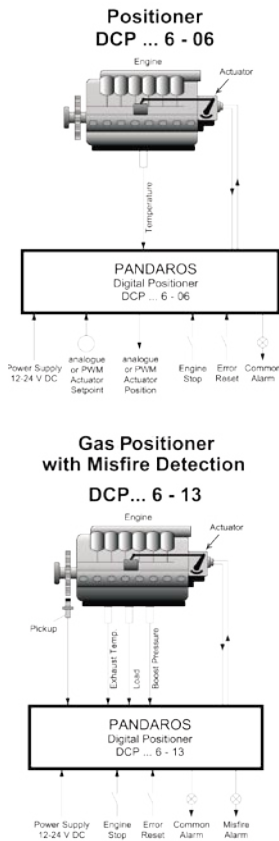 Positioner
DCP ... 6 - 06
Engine
Actuator
Temperature
PANDAROS
Digital Positioner
DCP ... 6 - 06
Power Supply
12-24 V DC
analogue
or PWM
Actuator
Setpoint
analogue
or PWM
Actuator
Position
Engine
Stop
Error
Reset
Common
Alarm
Gas Positioner
with Misfire Detection
DCP... 6 - 13
Engine
Actuator
Pickup
Exhaust Temp.
Load
Boost Pressure
PANDAROS
Digital Positioner
DCP ... 6 - 13
Power Supply
12-24 V DC
Engine
Stop
Error
Reset
Common
Alarm
Misfire
Alarm